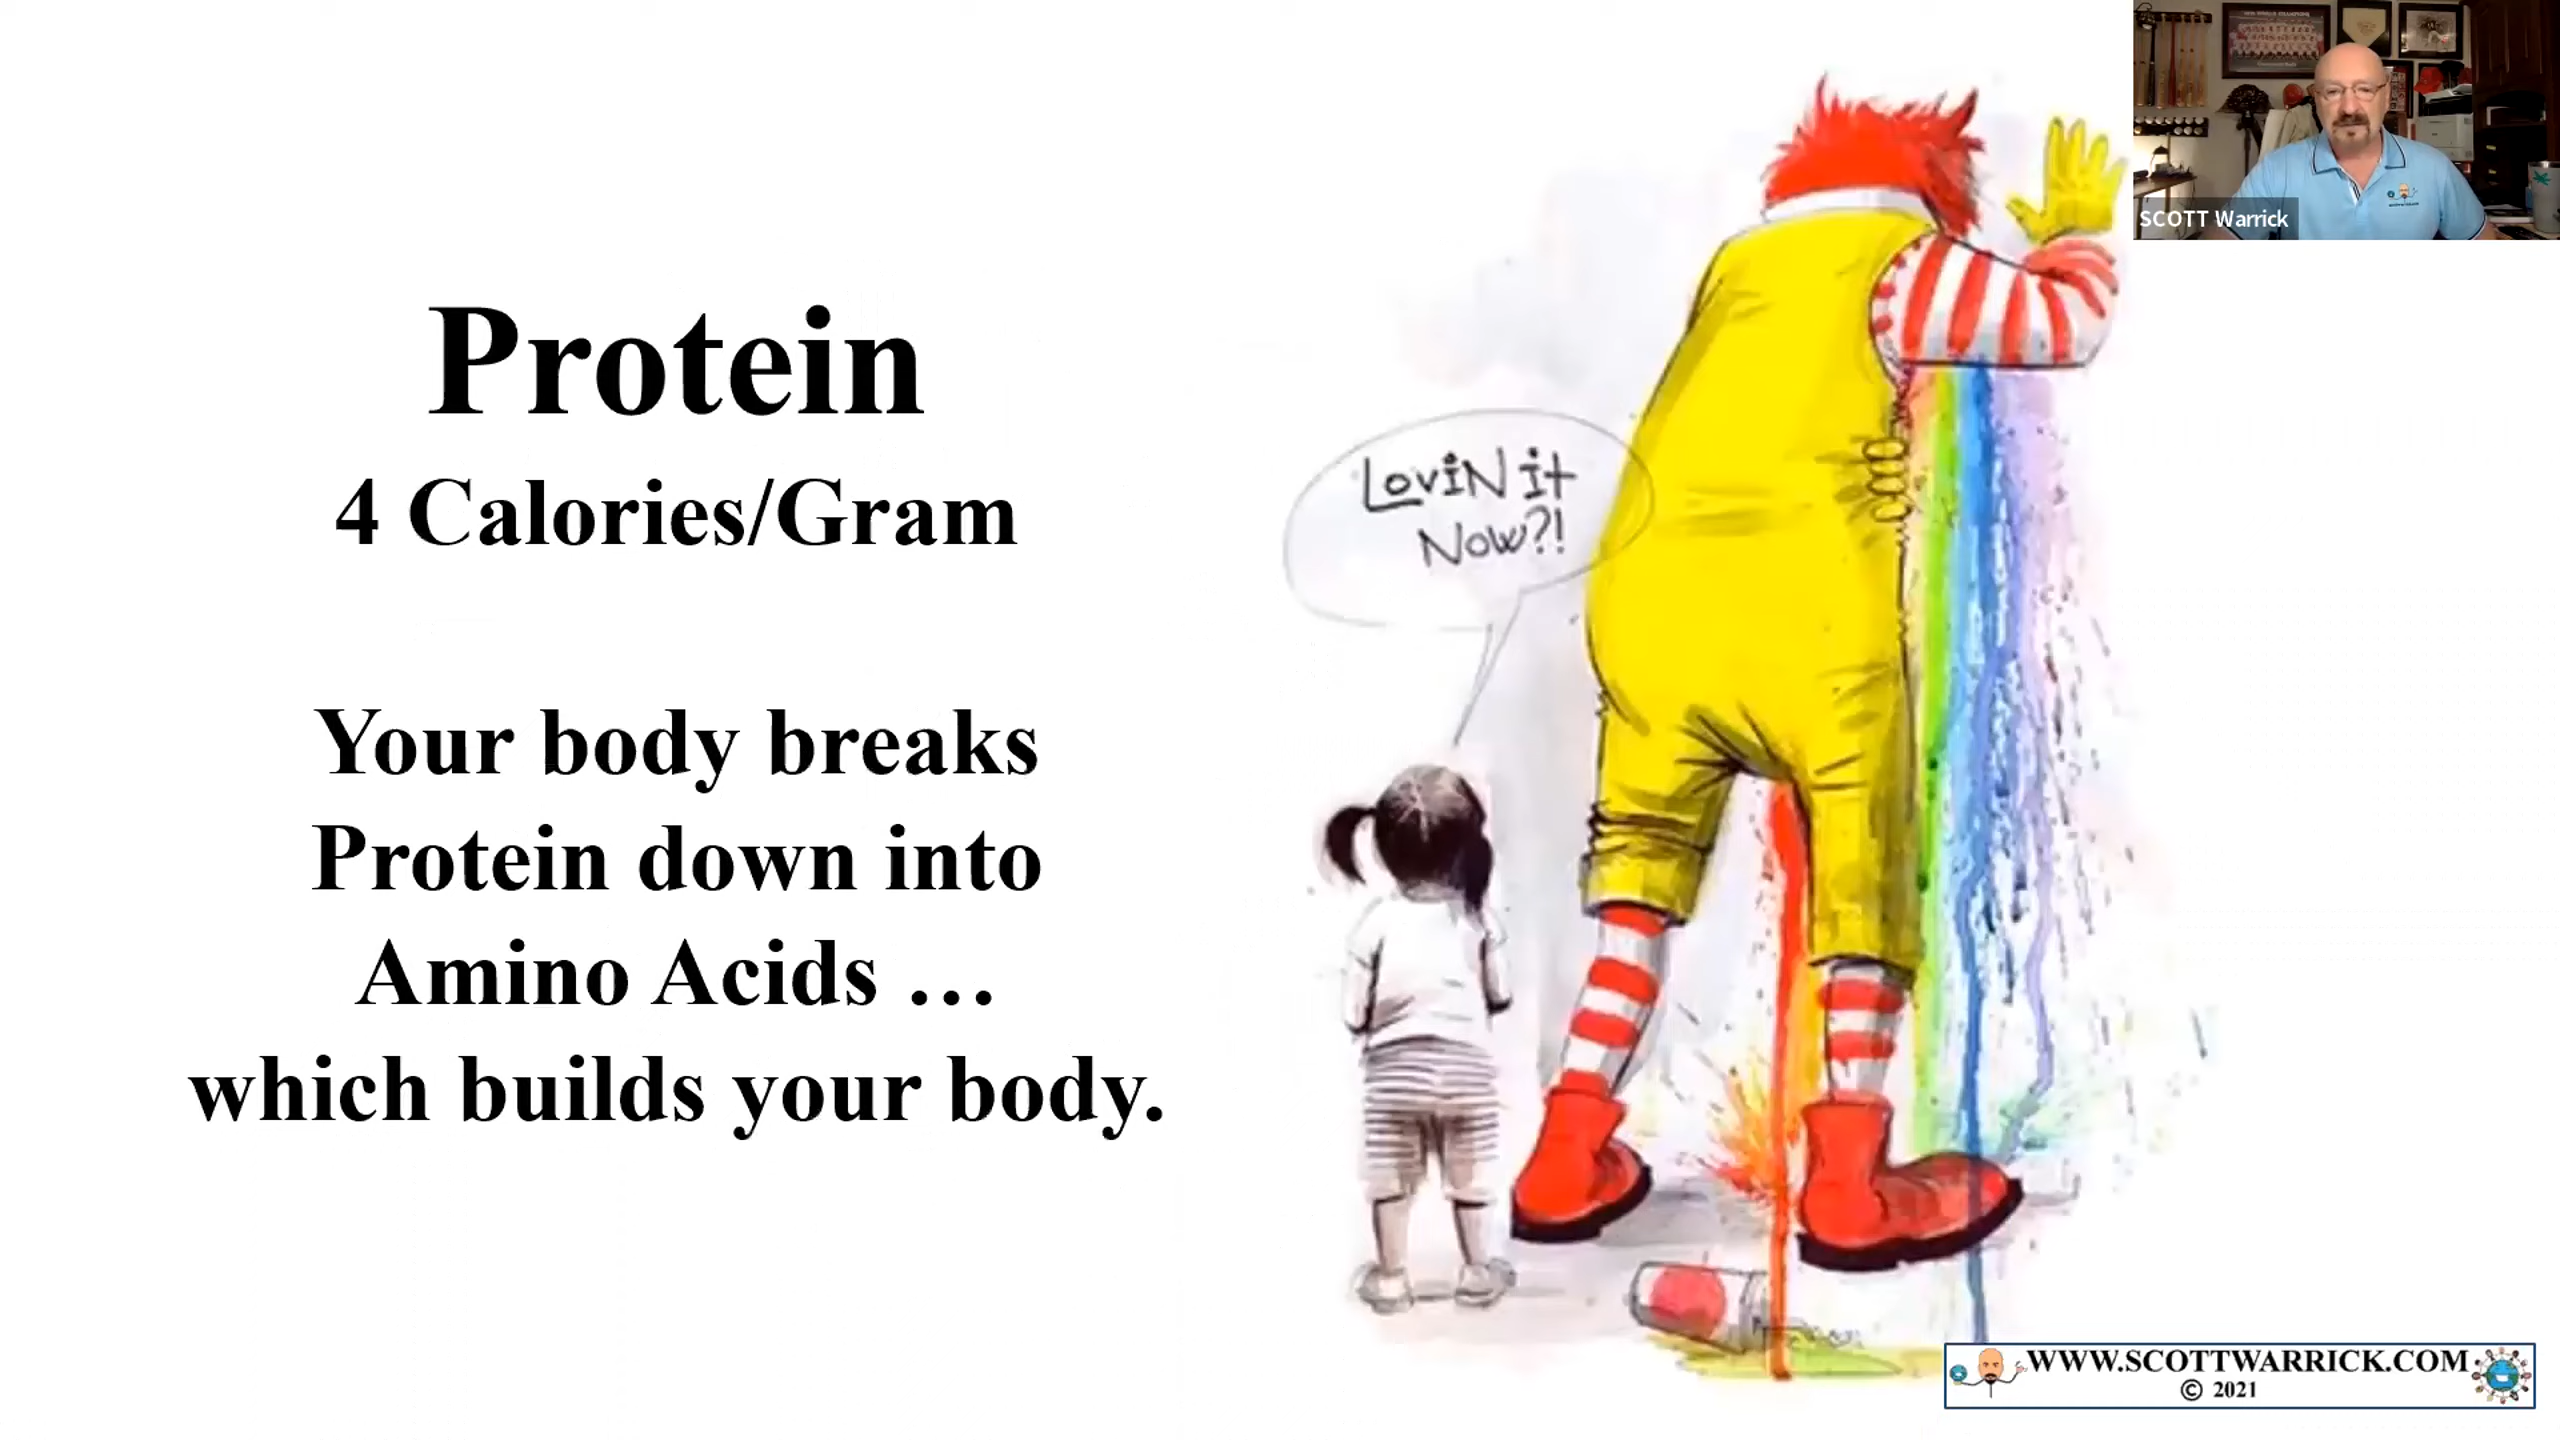 Protein
4 Calories/Gram
Your body breaks
Protein down into
Amino Acids …
which builds your body.
LoviN it
Now?!
SCOTT Warrick
WWW.SCOTTWARRICK.COM
© 2021